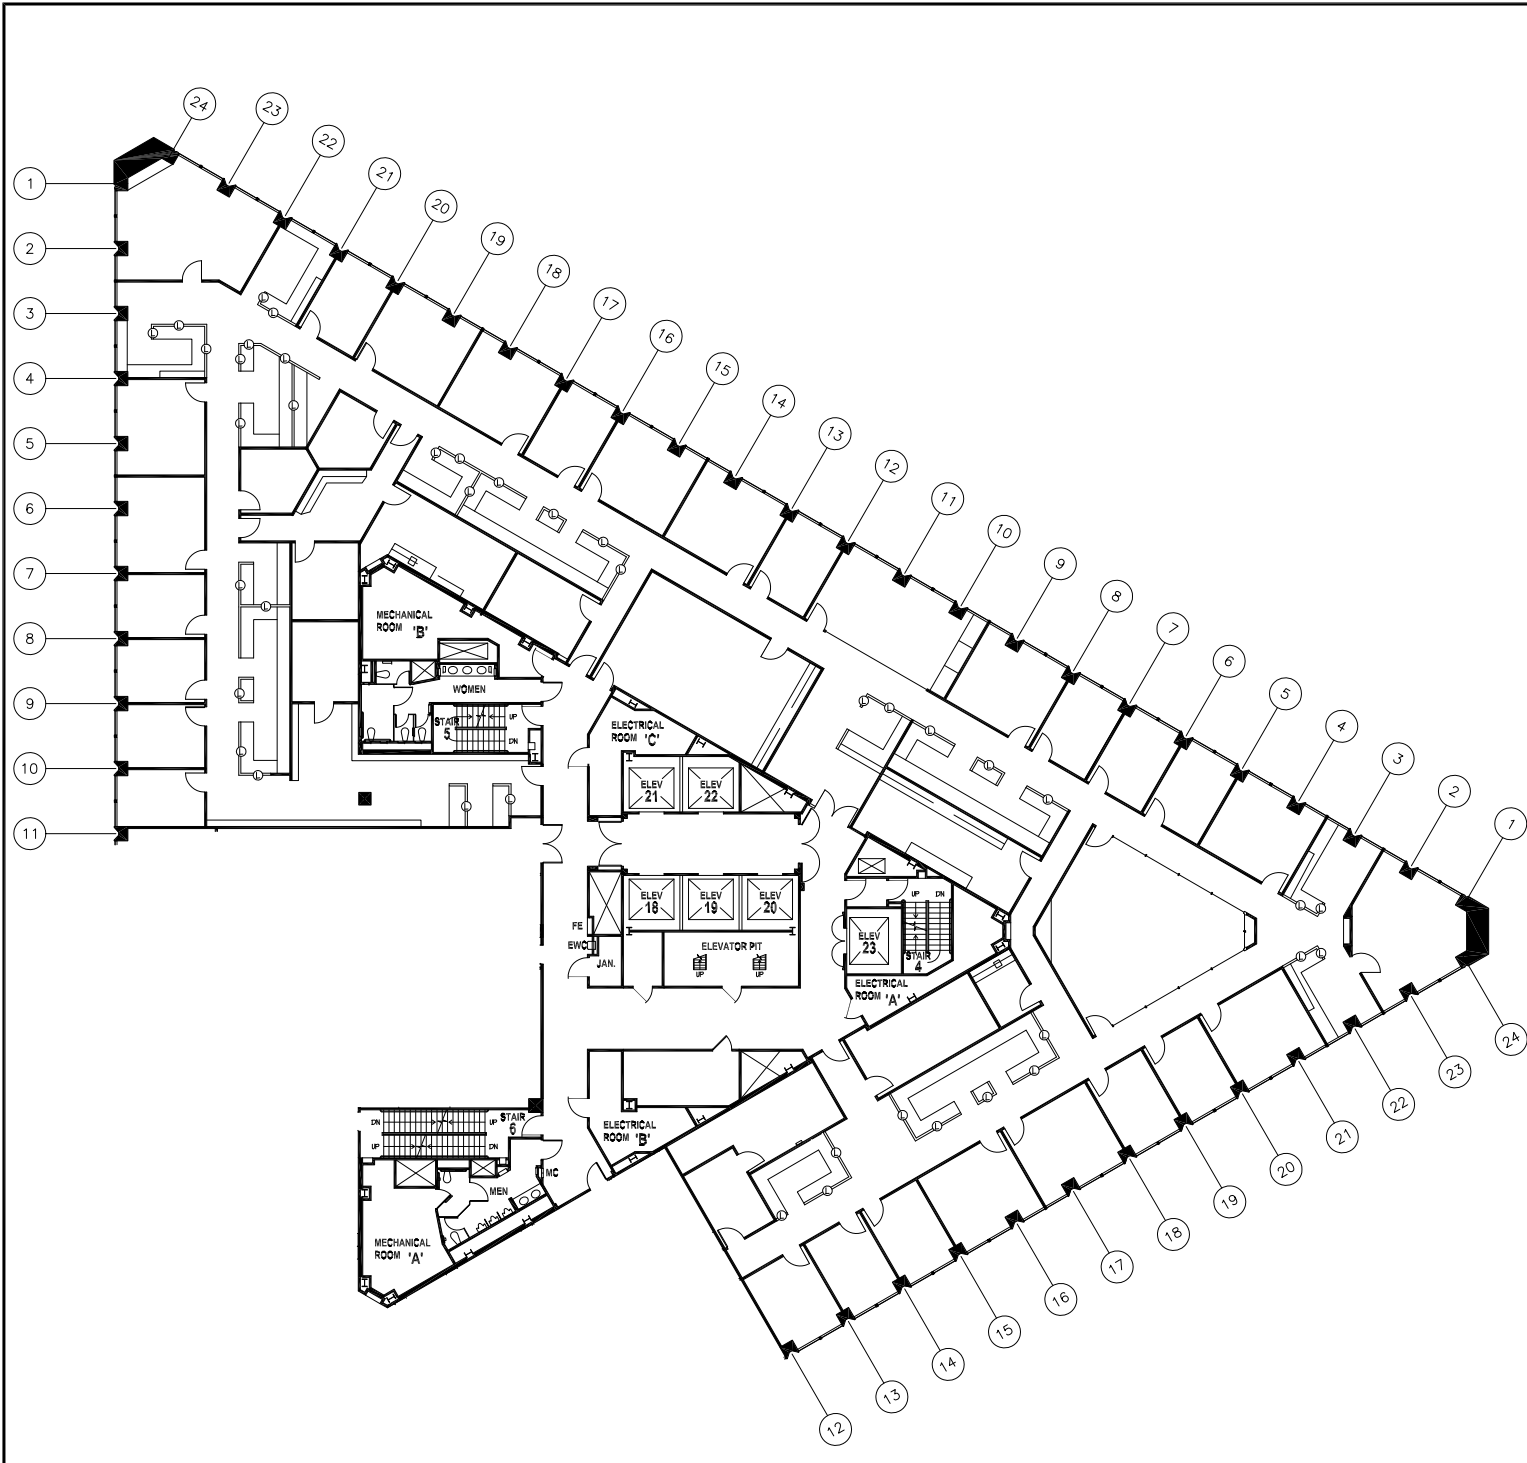 24
23
22
21
20
19
18
17
16
15
14
13
12
11
10
9
8
7
6
5
4
3
2
1
1
2
3
4
5
6
7
8
9
10
11
MECHANICAL
ROOM 'B'
WOMEN
STAIR
5
UP
DN
ELECTRICAL
ROOM 'C'
ELEV
21
ELEV
22
ELEV
18
ELEV
19
ELEV
20
FE
EWC
JAN.
ELEVATOR PIT
UP
UP
UP
DN
ELEV
23
STAIR
4
ELECTRICAL
ROOM 'A'
DN
UP
UP
DN
STAIR
6
ELECTRICAL
ROOM 'B'
MEN
MC
MECHANICAL
ROOM 'A'
24
23
22
21
20
19
18
17
16
15
14
13
12